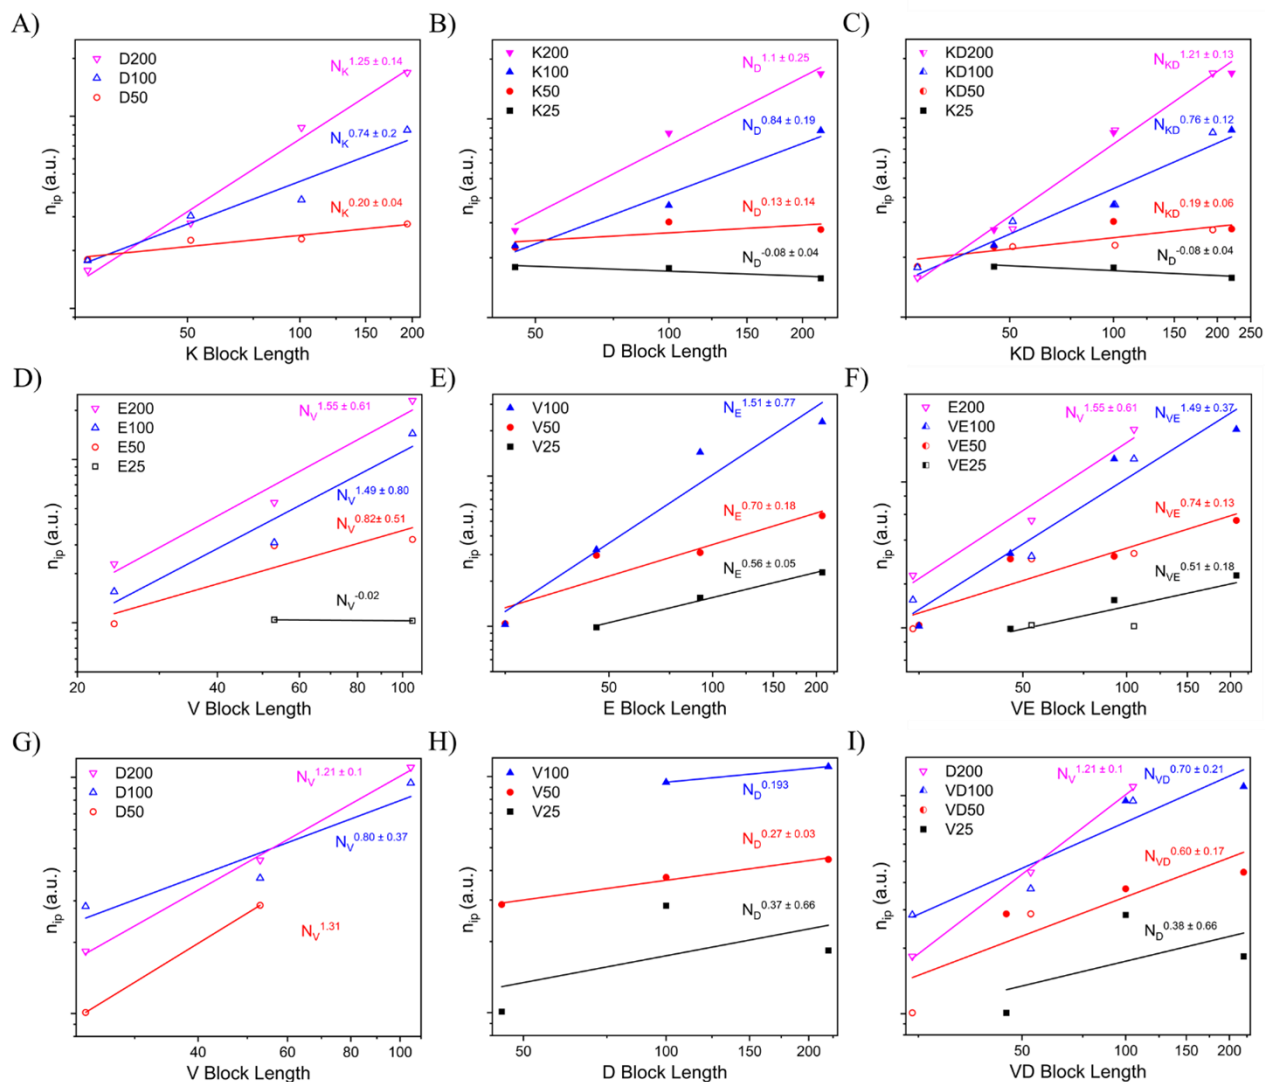 A)
D200
D100
D50
N_K^1.25 ± 0.14
N_K^0.74 ± 0.2
N_K^0.20 ± 0.04
n_ip (a.u.)
50 100 150 200
K Block Length
B)
K200
K100
K50
K25
N_D^1.1 ± 0.25
N_D^0.84 ± 0.19
N_D^0.13 ± 0.14
N_D^-0.08 ± 0.04
n_ip (a.u.)
50 100 150 200
D Block Length
C)
KD200
KD100
KD50
K25
N_KD^1.21 ± 0.13
N_KD^0.76 ± 0.12
N_KD^0.19 ± 0.06
N_D^-0.08 ± 0.04
n_ip (a.u.)
50 100 150 200 250
KD Block Length
D)
E200
E100
E50
E25
N_V^1.55 ± 0.61
N_V^1.49 ± 0.80
N_V^0.82± 0.51
N_V^-0.02
n_ip (a.u.)
20 40 60 80 100
V Block Length
E)
V100
V50
V25
N_E^1.51 ± 0.77
N_E^0.70 ± 0.18
N_E^0.56 ± 0.05
n_ip (a.u.)
50 100 150 200
E Block Length
F)
E200
VE100
VE50
VE25
N_V^1.55 ± 0.61
N_VE^1.49 ± 0.37
N_VE^0.74 ± 0.13
N_VE^0.51 ± 0.18
n_ip (a.u.)
50 100 150 200
VE Block Length
G)
D200
D100
D50
N_V^1.21 ± 0.1
N_V^0.80 ± 0.37
N_V^1.31
n_ip (a.u.)
40 60 80 100
V Block Length
H)
V100
V50
V25
N_D^0.193
N_D^0.27 ± 0.03
N_D^0.37 ± 0.66
n_ip (a.u.)
50 100 150 200
D Block Length
I)
D200
VD100
VD50
V25
N_V^1.21 ± 0.1
N_VD^0.70 ± 0.21
N_VD^0.60 ± 0.17
N_D^0.38 ± 0.66
n_ip (a.u.)
50 100 150 200
VD Block Length